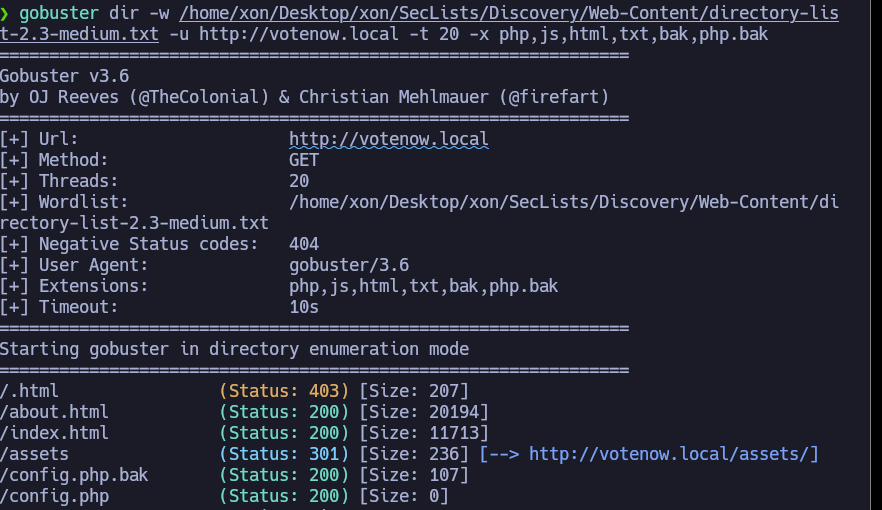 ❯ gobuster dir -w /home/xon/Desktop/xon/SecLists/Discovery/Web-Content/directory-lis
t-2.3-medium.txt -u http://votenow.local -t 20 -x php,js,html,txt,bak,php.bak
===============================================================
Gobuster v3.6
by OJ Reeves (@TheColonial) & Christian Mehlmauer (@firefart)
===============================================================
[+] Url:                     http://votenow.local
[+] Method:                  GET
[+] Threads:                 20
[+] Wordlist:                /home/xon/Desktop/xon/SecLists/Discovery/Web-Content/di
rectory-list-2.3-medium.txt
[+] Negative Status codes:   404
[+] User Agent:              gobuster/3.6
[+] Extensions:              php,js,html,txt,bak,php.bak
[+] Timeout:                 10s
===============================================================
Starting gobuster in directory enumeration mode
===============================================================
/.html                (Status: 403) [Size: 207]
/about.html           (Status: 200) [Size: 20194]
/index.html           (Status: 200) [Size: 11713]
/assets               (Status: 301) [Size: 236] [--> http://votenow.local/assets/]
/config.php.bak       (Status: 200) [Size: 107]
/config.php           (Status: 200) [Size: 0]